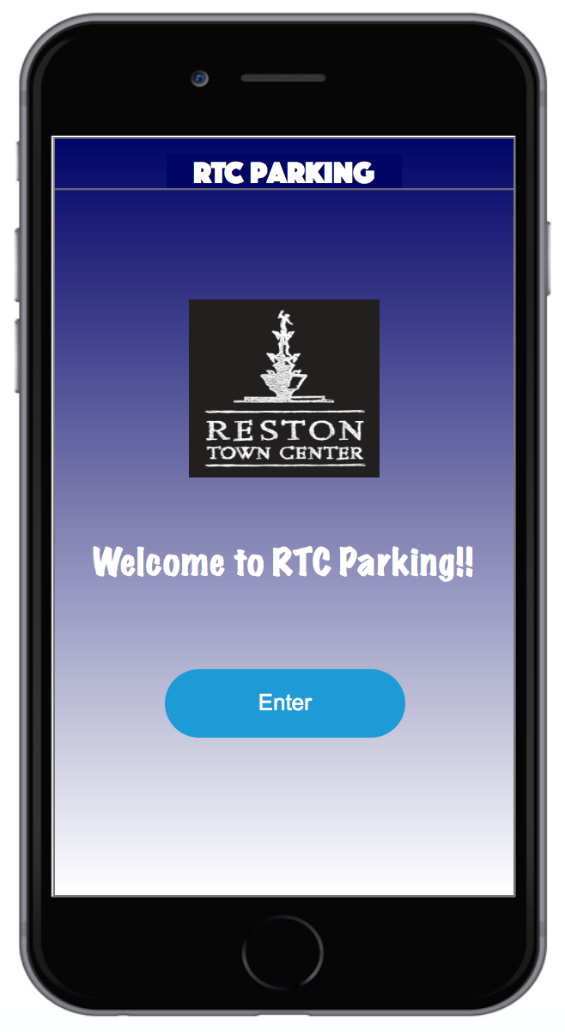 RTC PARKING
RESTON
TOWN CENTER
Welcome to RTC Parking!!
Enter